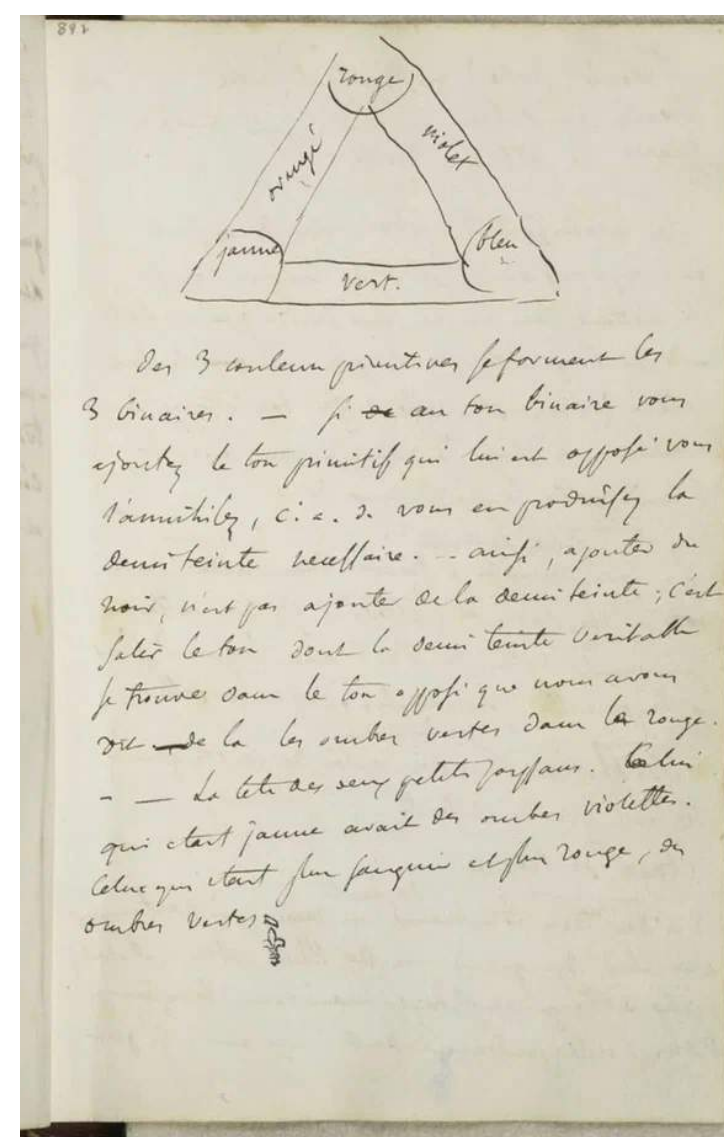 892
rouge
orangé
violet
jaune
bleu
vert.
des 3 couleurs primitives se forment les
3 binaires. — si de au ton binaire vous
ajoutez le ton primitif qui lui est opposé vous
l'annihilez, c. a. d. vous en produisez la
demi teinte necessaire. — ainsi, ajouter du
noir, n'est pas ajouter de la demi teinte; c'est
salir le ton dont la demi teinte veritable
se trouve dans le ton opposé que nous avons
dit — de la les ombres vertes dans le rouge.
- — La tete des deux petits paysans. Celui
qui etait jaune avait des ombres violettes.
Celui qui etait plus sanguin et plus rouge, des
ombres vertes